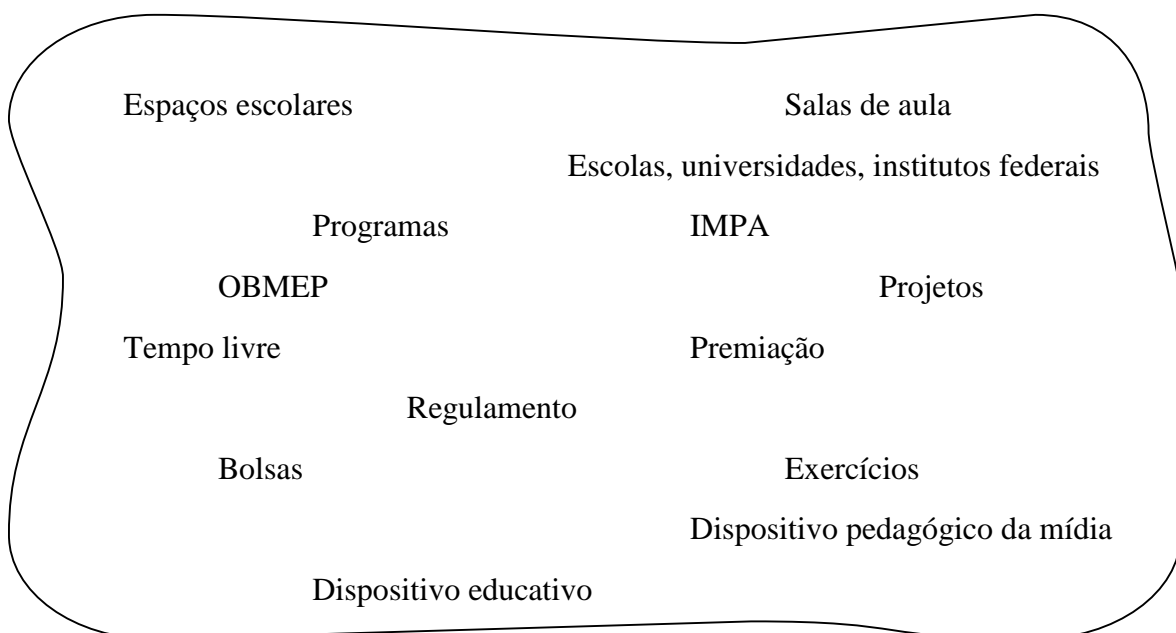 Espaços escolares Salas de aula
Escolas, universidades, institutos federais
Programas IMPA
OBMEP Projetos
Tempo livre Premiação
Regulamento
Bolsas Exercícios
Dispositivo pedagógico da mídia
Dispositivo educativo